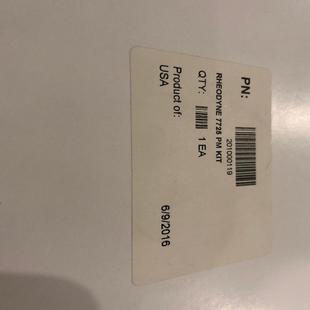 PN:
201000119
RHEODYNE 7725 PM KIT
QTY: 1 EA
Product of:
USA
6/9/2016